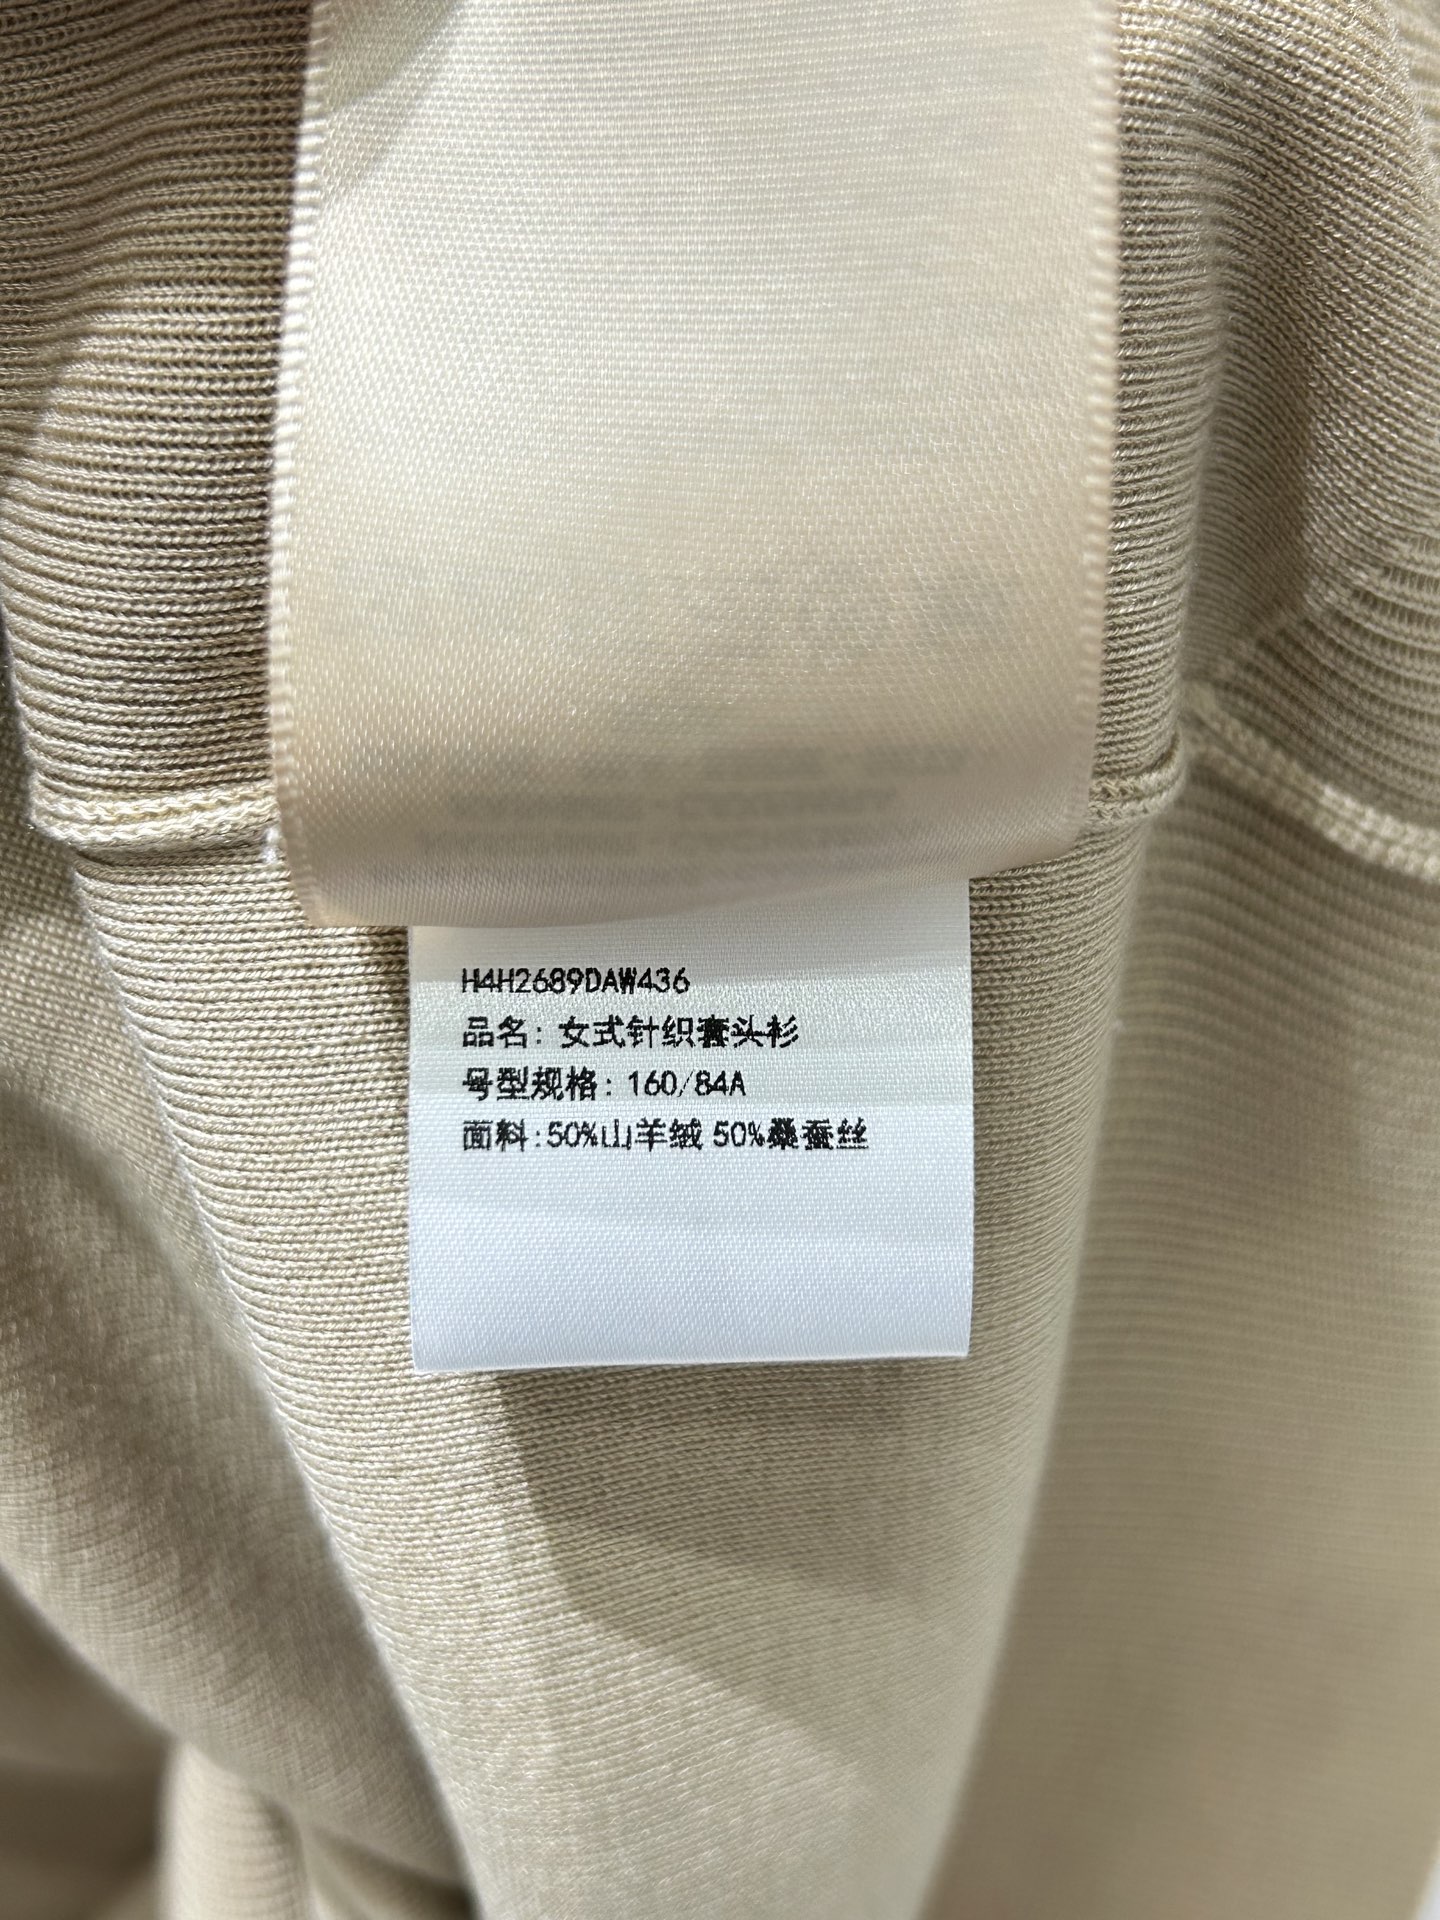 H4H2689DAW436
品名: 女式针织套头衫
号型规格: 160/84A
面料:50%山羊绒 50%桑蚕丝